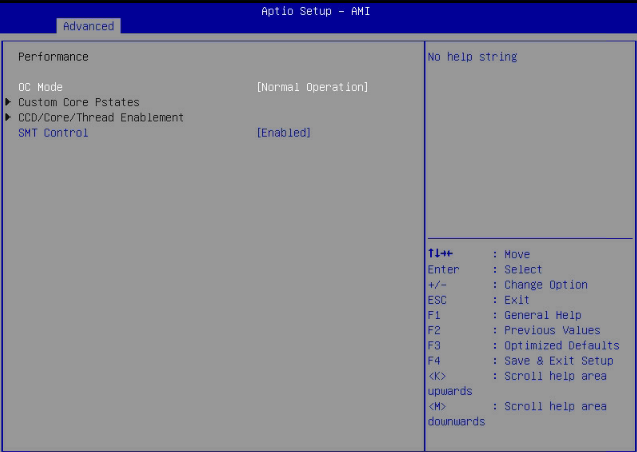 Aptio Setup – AMI
Advanced
Performance
OC Mode [Normal Operation]
Custom Core Pstates
CCD/Core/Thread Enablement
SMT Control [Enabled]
No help string
↑↓→← : Move
Enter : Select
+/- : Change Option
ESC : Exit
F1 : General Help
F2 : Previous Values
F3 : Optimized Defaults
F4 : Save & Exit Setup
<K> : Scroll help area
upwards
<M> : Scroll help area
downwards